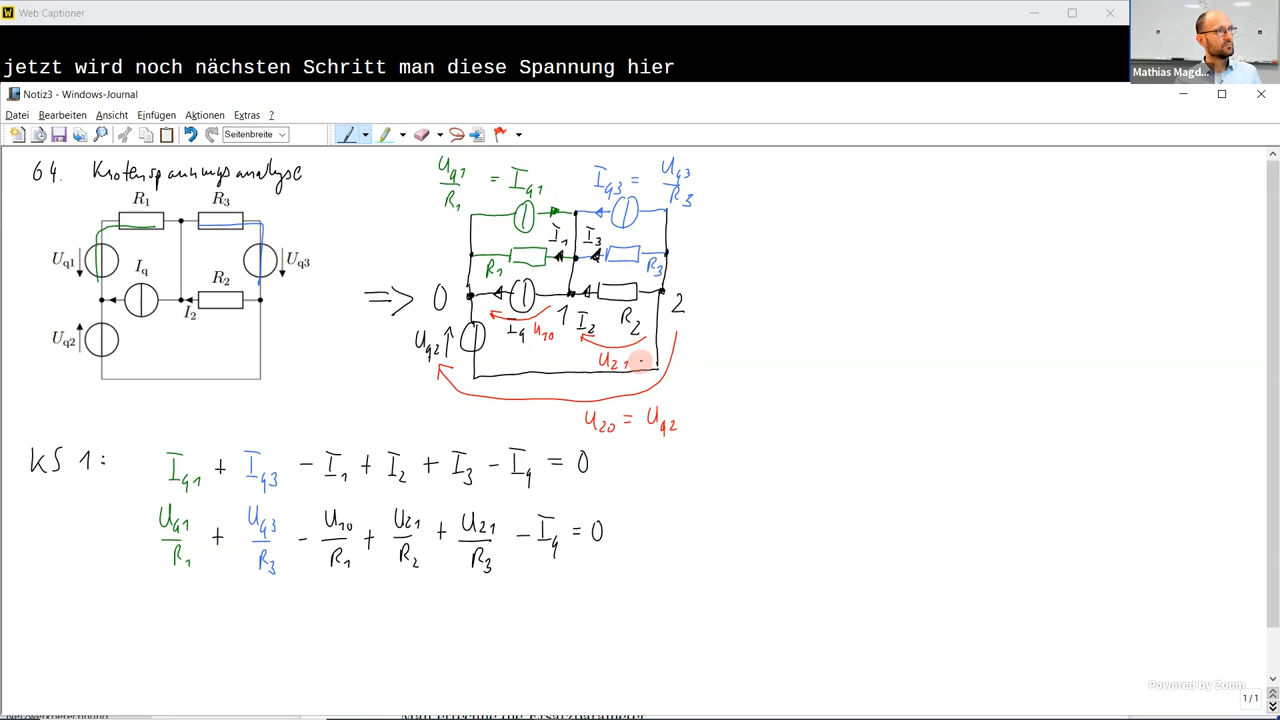 Web Captioner
jetzt wird noch nächsten Schritt man diese Spannung hier
Mathias Magd...
Notiz3 - Windows-Journal
Datei Bearbeiten Ansicht Einfügen Aktionen Extras ?
Seitenbreite
64. Knotenspannungsanalyse
R1 R3
Uq1 Iq Uq3
R2
I2
Uq2
Uq1/R1 = Iq1 Iq3 = Uq3/R3
I1 I3
R1 R3
=> 0 1 2
Iq U10 I2 R2
Uq2 U21
U20 = Uq2
KS 1: Iq1 + Iq3 - I1 + I2 + I3 - Iq = 0
Uq1/R1 + Uq3/R3 - U10/R1 + U21/R2 + U21/R3 - Iq = 0
Powered by Zoom
1/1